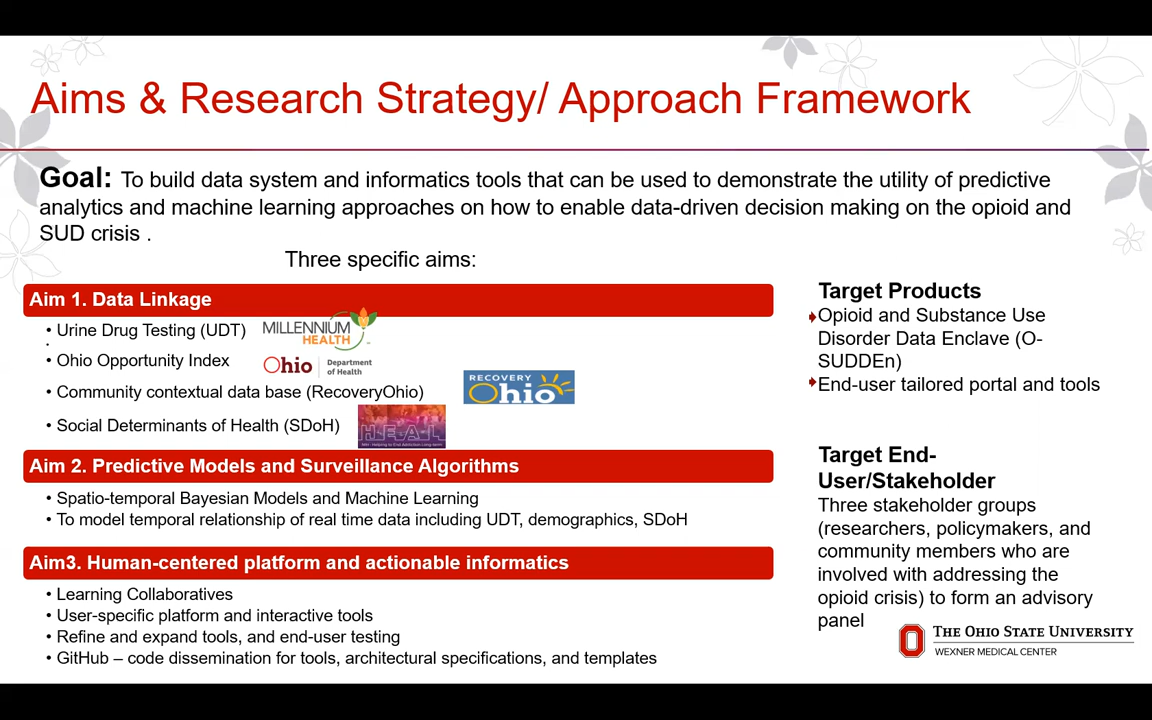 Aims & Research Strategy/ Approach Framework
Goal: To build data system and informatics tools that can be used to demonstrate the utility of predictive
analytics and machine learning approaches on how to enable data-driven decision making on the opioid and
SUD crisis .
Three specific aims:
Aim 1. Data Linkage
• Urine Drug Testing (UDT)
MILLENNIUM
HEALTH
•
• Ohio Opportunity Index
Ohio
Department
of Health
• Community contextual data base (RecoveryOhio)
RECOVERY
Ohio
• Social Determinants of Health (SDoH)
H E A L
NIH · Helping to End Addiction Long-term
Aim 2. Predictive Models and Surveillance Algorithms
• Spatio-temporal Bayesian Models and Machine Learning
• To model temporal relationship of real time data including UDT, demographics, SDoH
Aim3. Human-centered platform and actionable informatics
• Learning Collaboratives
• User-specific platform and interactive tools
• Refine and expand tools, and end-user testing
• GitHub – code dissemination for tools, architectural specifications, and templates
Target Products
Opioid and Substance Use
Disorder Data Enclave (O-
SUDDEn)
End-user tailored portal and tools
Target End-
User/Stakeholder
Three stakeholder groups
(researchers, policymakers, and
community members who are
involved with addressing the
opioid crisis) to form an advisory
panel
THE OHIO STATE UNIVERSITY
WEXNER MEDICAL CENTER